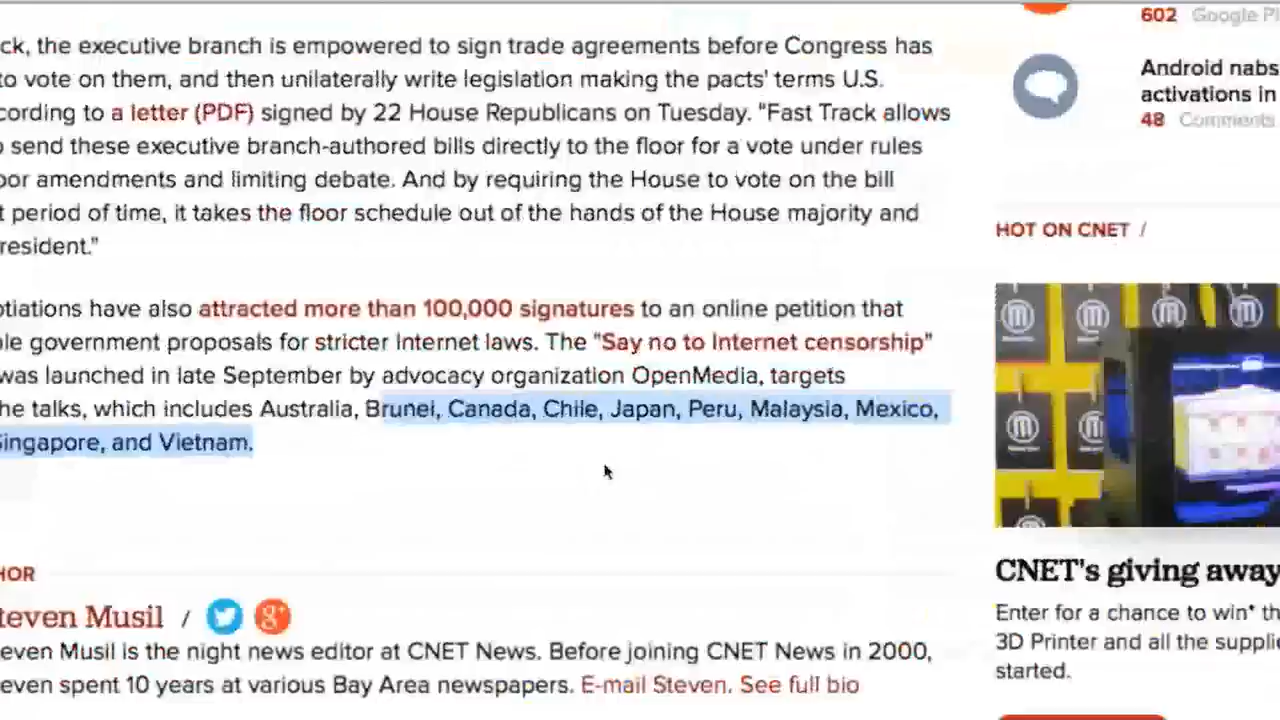 ck, the executive branch is empowered to sign trade agreements before Congress has
to vote on them, and then unilaterally write legislation making the pacts' terms U.S.
cording to a letter (PDF) signed by 22 House Republicans on Tuesday. "Fast Track allows
o send these executive branch-authored bills directly to the floor for a vote under rules
oor amendments and limiting debate. And by requiring the House to vote on the bill
t period of time, it takes the floor schedule out of the hands of the House majority and
resident."
otiations have also attracted more than 100,000 signatures to an online petition that
le government proposals for stricter Internet laws. The "Say no to Internet censorship"
was launched in late September by advocacy organization OpenMedia, targets
he talks, which includes Australia, Brunei, Canada, Chile, Japan, Peru, Malaysia, Mexico,
Singapore, and Vietnam.
HOR
teven Musil /
even Musil is the night news editor at CNET News. Before joining CNET News in 2000,
even spent 10 years at various Bay Area newspapers. E-mail Steven. See full bio
602 Google Pl
Android nabs
activations in
48 Comments
HOT ON CNET /
CNET's giving away
Enter for a chance to win* th
3D Printer and all the supplie
started.